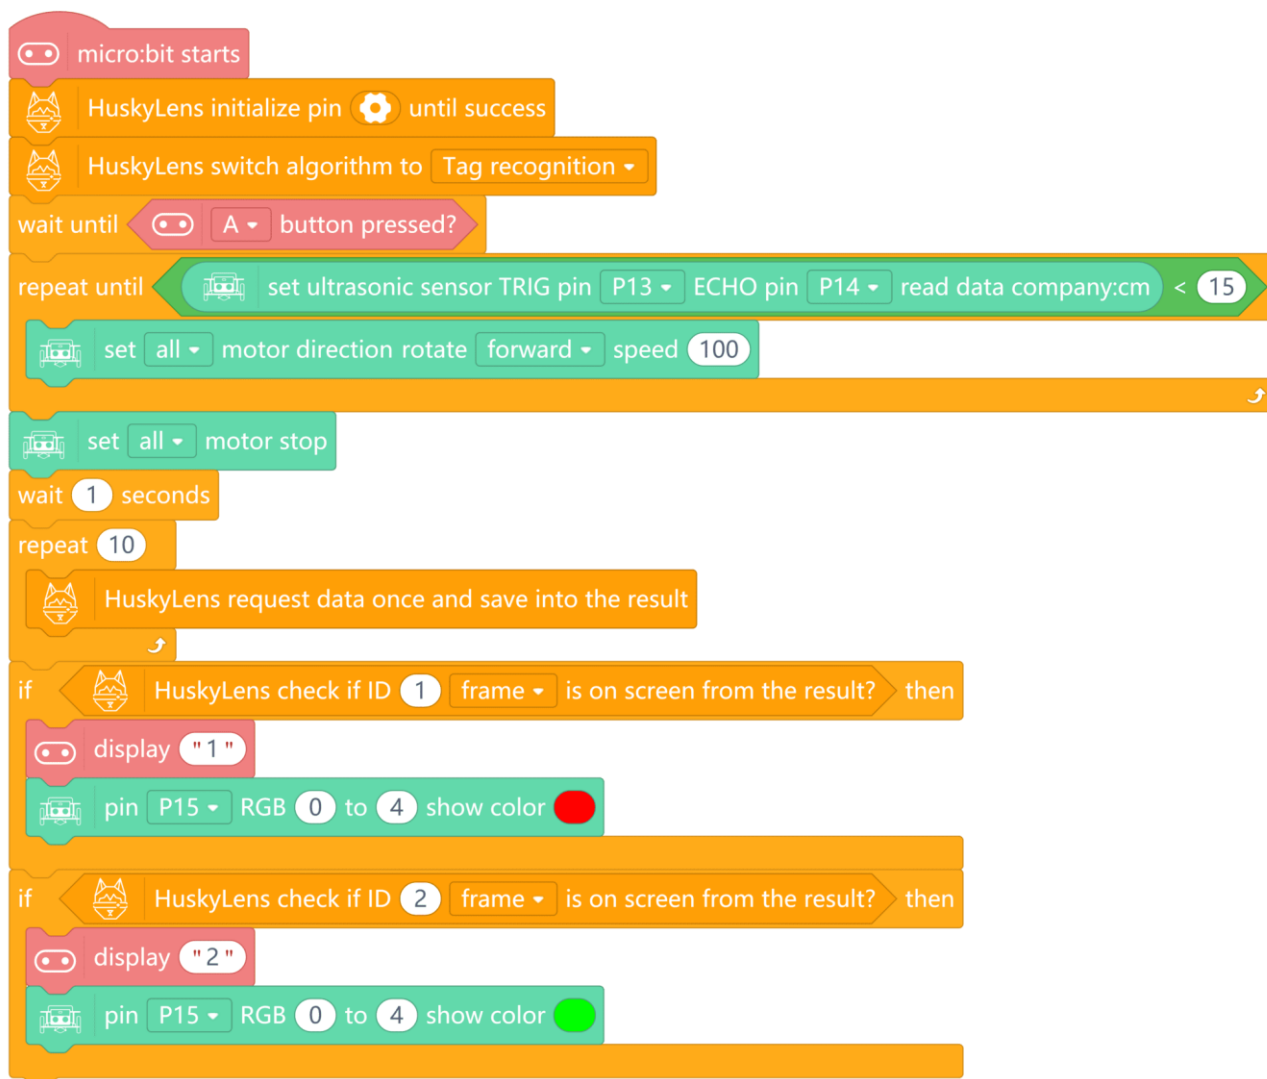 micro:bit starts
HuskyLens initialize pin until success
HuskyLens switch algorithm to Tag recognition
wait until A button pressed?
repeat until set ultrasonic sensor TRIG pin P13 ECHO pin P14 read data company:cm < 15
set all motor direction rotate forward speed 100
set all motor stop
wait 1 seconds
repeat 10
HuskyLens request data once and save into the result
if HuskyLens check if ID 1 frame is on screen from the result? then
display "1"
pin P15 RGB 0 to 4 show color
if HuskyLens check if ID 2 frame is on screen from the result? then
display "2"
pin P15 RGB 0 to 4 show color